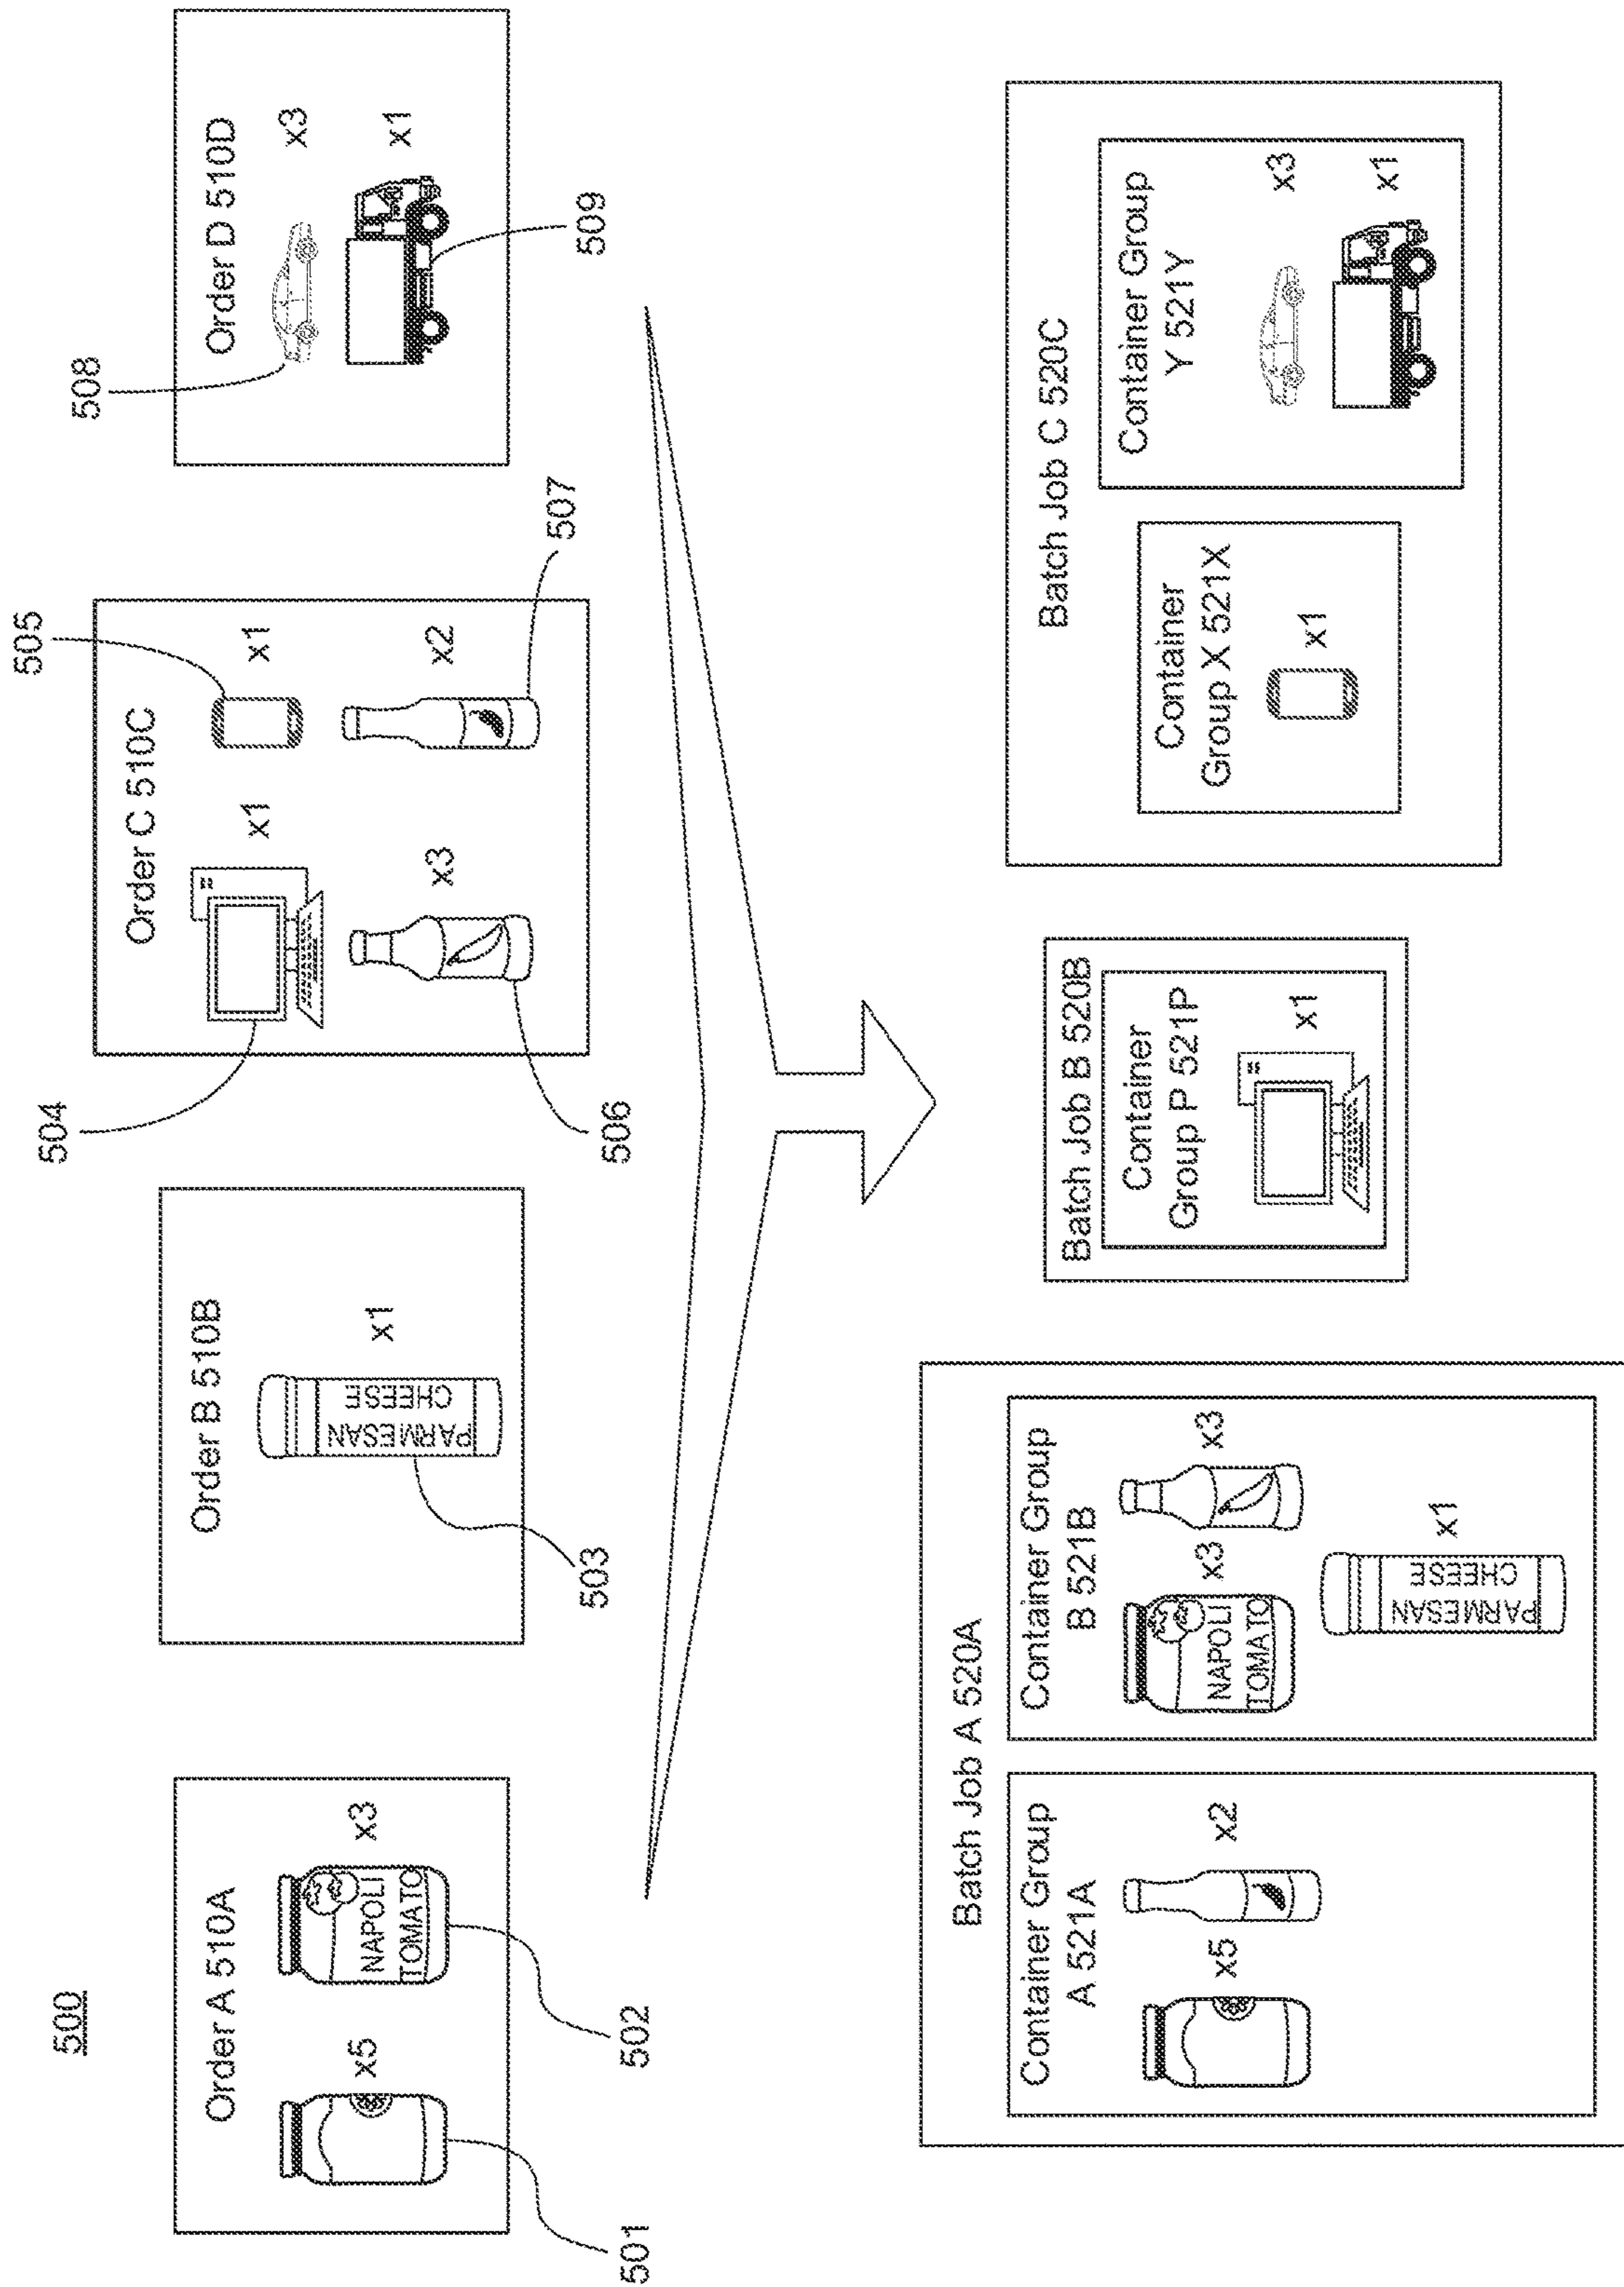 500
Order A 510A
x5
x3
NAPOLI
TOMATO
501
502
Order B 510B
x1
PARMESAN
CHEESE
503
Order C 510C
x1
x1
x3
x2
504
505
506
507
Order D 510D
x3
x1
508
509
Batch Job A 520A
Container Group
A 521A
x5
x2
Container Group
B 521B
x3
x3
NAPOLI
TOMATO
x1
PARMESAN
CHEESE
Batch Job B 520B
Container
Group P 521P
x1
Batch Job C 520C
Container
Group X 521X
x1
Container Group
Y 521Y
x3
x1